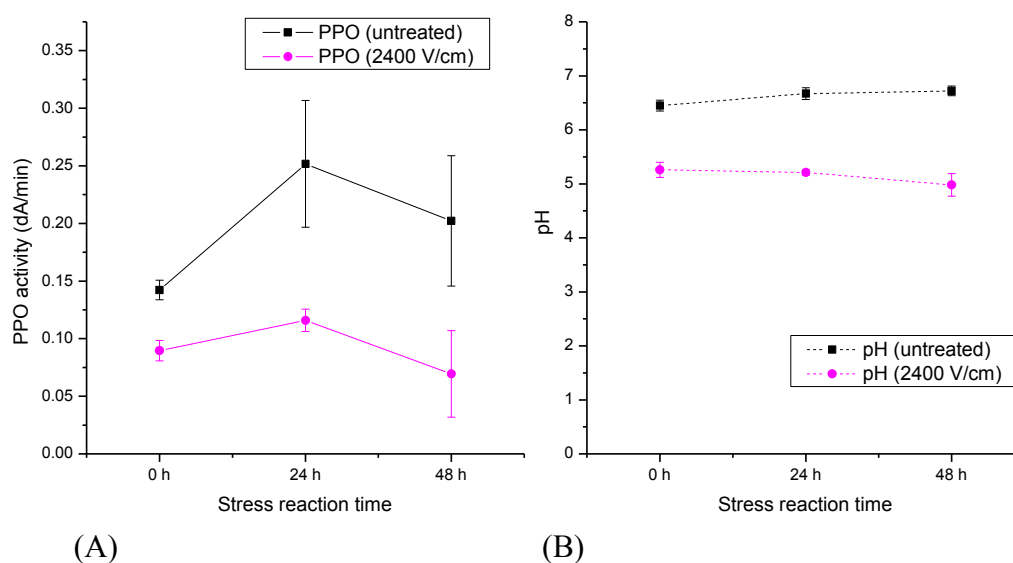 PPO (untreated)
PPO (2400 V/cm)
0.35
0.30
0.25
0.20
0.15
0.10
0.05
0.00
PPO activity (dA/min)
0 h
24 h
48 h
Stress reaction time
(A)
8
7
6
5
4
3
2
1
0
pH
pH (untreated)
pH (2400 V/cm)
0 h
24 h
48 h
Stress reaction time
(B)